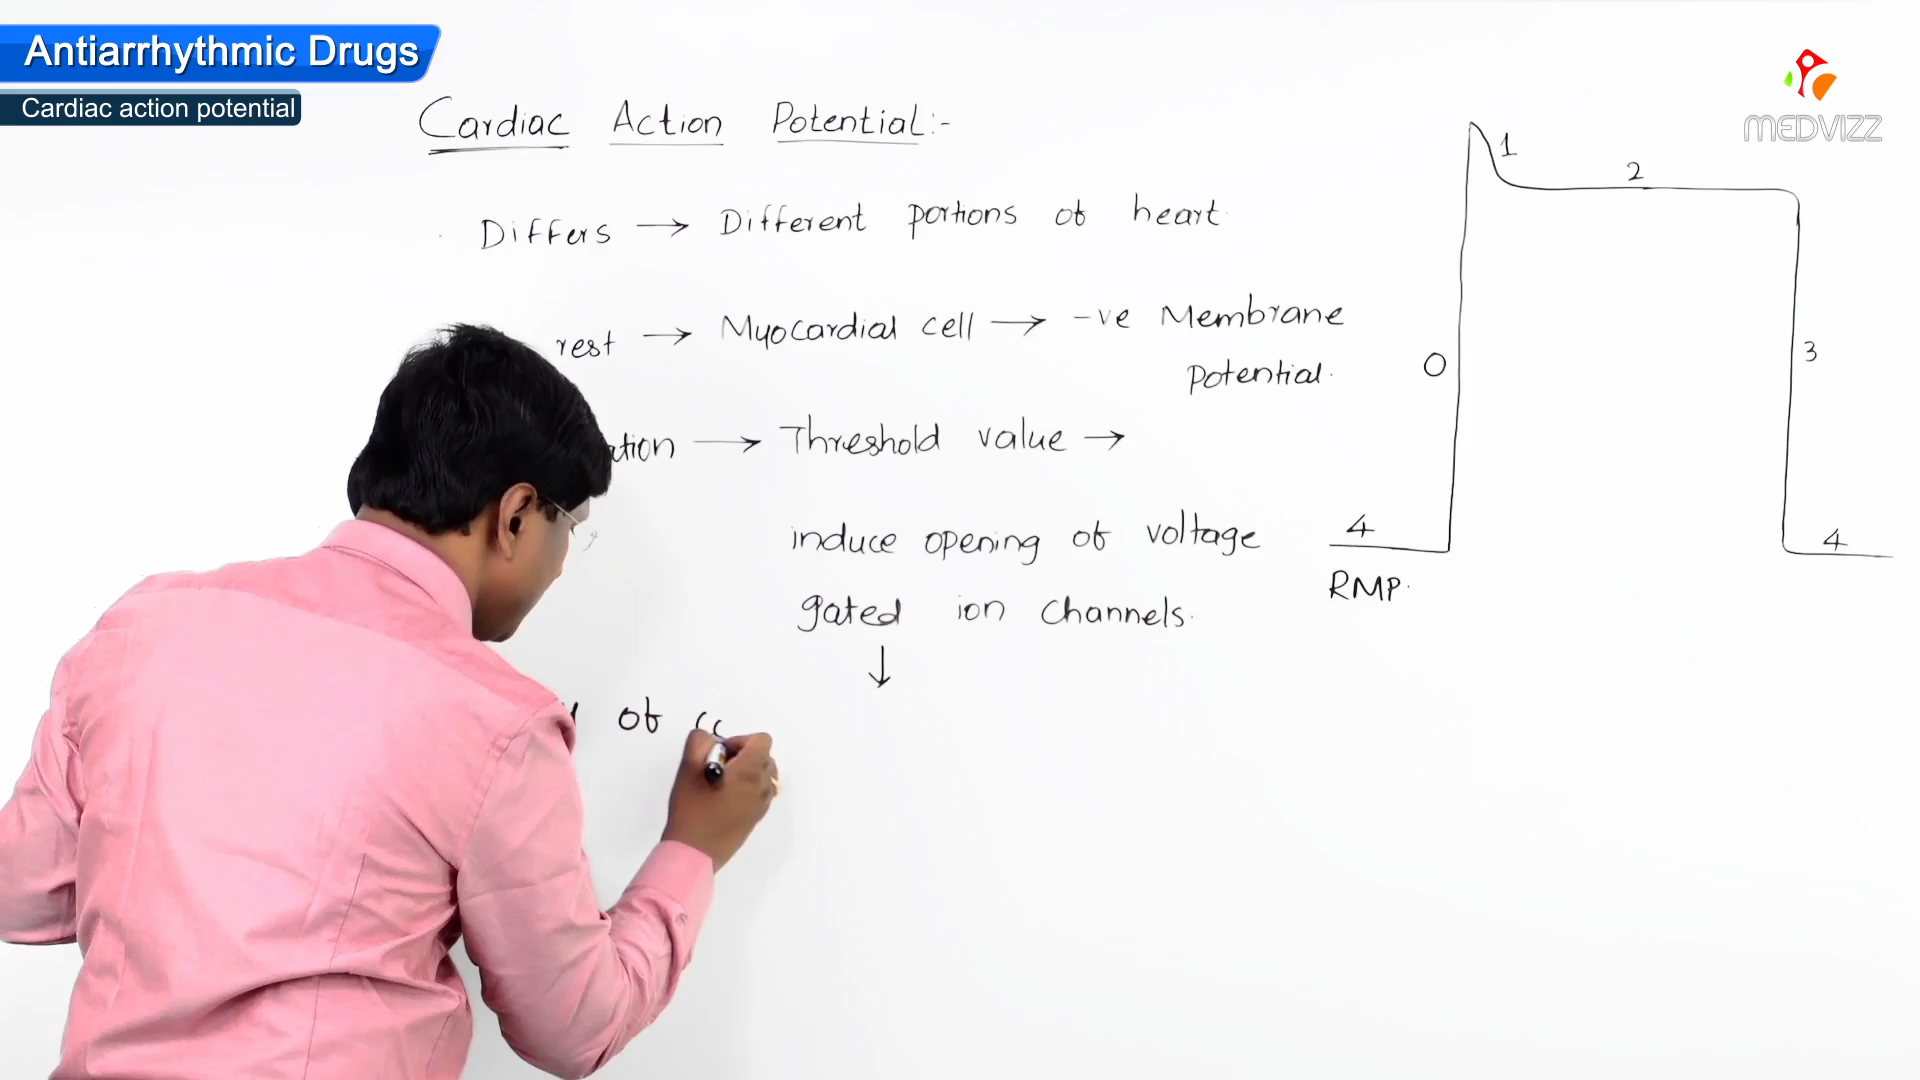 Antiarrhythmic Drugs
Cardiac action potential
MEDVIZZ
Cardiac Action Potential:-
Differs → Different portions of heart
rest → Myocardial cell → -ve Membrane
Potential.
→ Threshold value →
induce opening of voltage
gated ion channels.
↓
of
0
1
2
3
4
4
RMP.